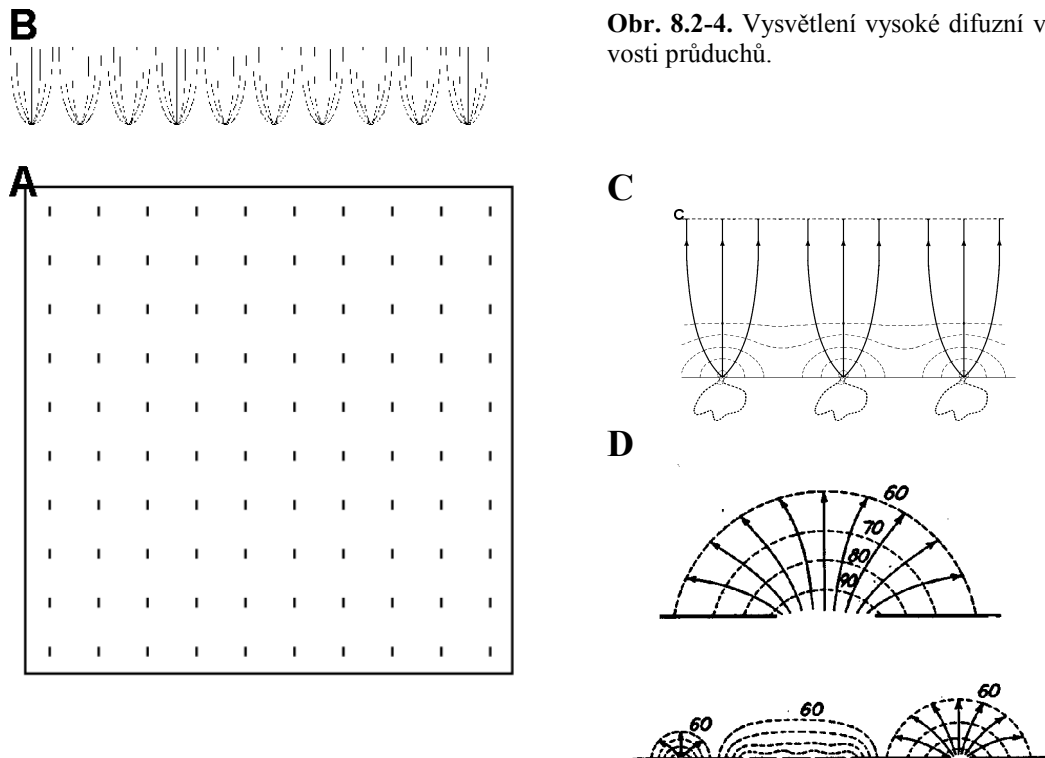 B
Obr. 8.2-4. Vysvětlení vysoké difuzní v
vosti průduchů.
A
C
c
D
60
70
80
90
60
60
60